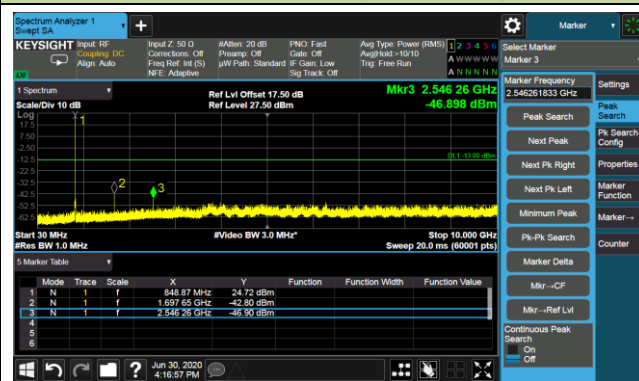 Spectrum Analyzer 1
Swept SA
+
Marker
KEYSIGHT Input: RF Input Z: 50 Ω #Atten: 20 dB PNO: Fast Avg Type: Power (RMS) 1 2 3 4 5 6
Coupling: DC Corrections: Off Preamp: Off Gate: Off Avg|Hold:>10/10 A W W W W W
Align: Auto Freq Ref: Int (S) µW Path: Standard IF Gain: Low Trig: Free Run
NFE: Adaptive Sig Track: Off A N N N N N
LXI
Select Marker
Marker 3
1 Spectrum
Scale/Div 10 dB
Ref Lvl Offset 17.50 dB
Ref Level 27.50 dBm
Mkr3 2.546 26 GHz
-46.898 dBm
Log
17.5
7.50
-2.50
-12.5
-22.5
-32.5
-42.5
-52.5
-62.5
1
2
3
DL1 -13.00 dBm
Start 30 MHz #Video BW 3.0 MHz* Stop 10.000 GHz
#Res BW 1.0 MHz Sweep 20.0 ms (60001 pts)
5 Marker Table
Mode Trace Scale X Y Function Function Width Function Value
1 N 1 f 848.87 MHz 24.72 dBm
2 N 1 f 1.697 65 GHz -42.80 dBm
3 N 1 f 2.546 26 GHz -46.90 dBm
4
5
6
Marker Frequency
2.546261833 GHz
Peak Search
Next Peak
Next Pk Right
Next Pk Left
Minimum Peak
Pk-Pk Search
Marker Delta
Mkr→CF
Mkr→Ref Lvl
Continuous Peak
Search
On
Off
Settings
Peak
Search
Pk Search
Config
Properties
Marker
Function
Marker→
Counter
?
Jun 30, 2020
4:16:57 PM